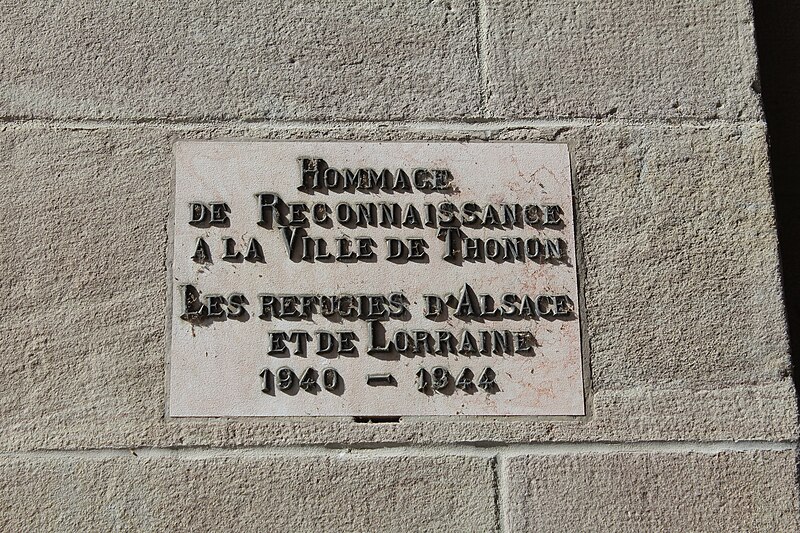 HOMMAGE
DE RECONNAISSANCE
A LA VILLE DE THONON
LES REFUGIES D'ALSACE
ET DE LORRAINE
1940 - 1944